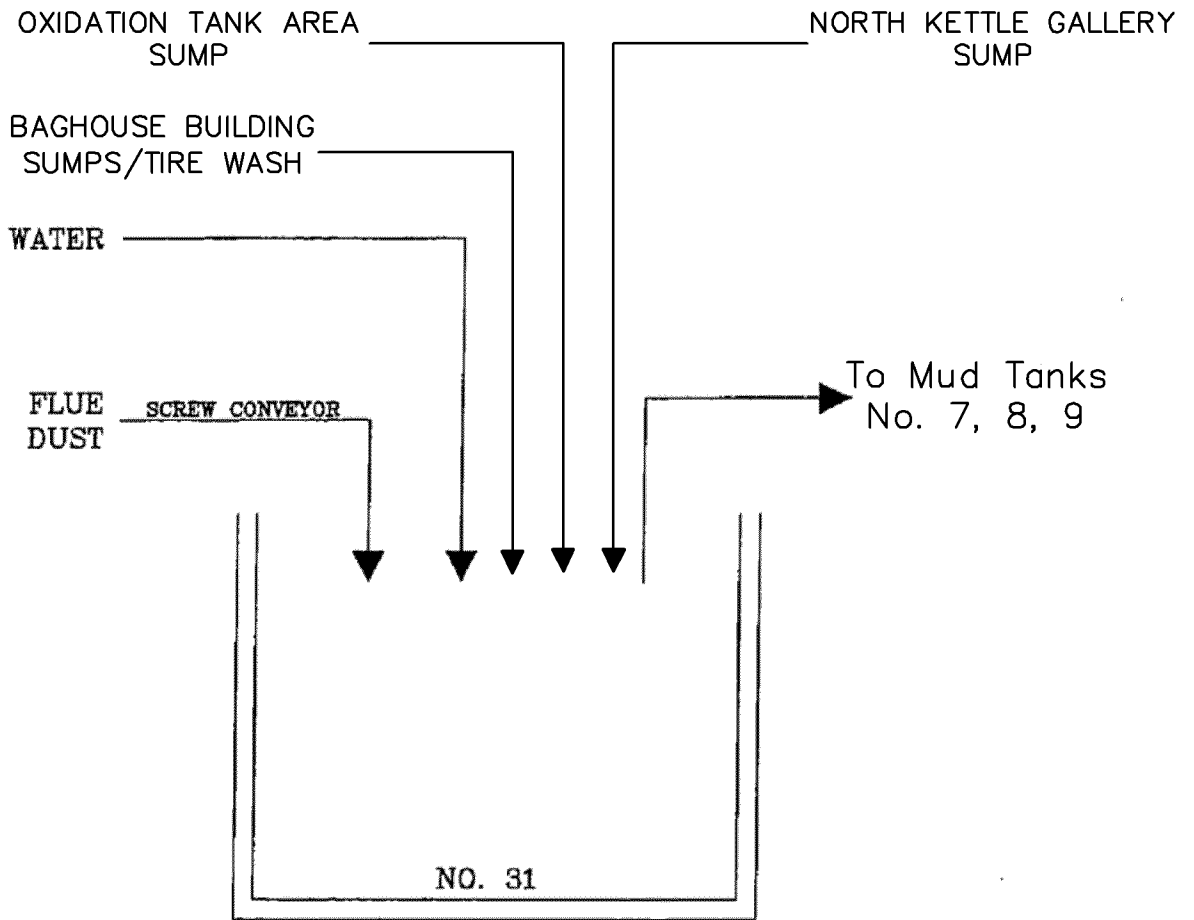 OXIDATION TANK AREA
SUMP
NORTH KETTLE GALLERY
SUMP
BAGHOUSE BUILDING
SUMPS/TIRE WASH
WATER
FLUE
DUST
SCREW CONVEYOR
To Mud Tanks
No. 7, 8, 9
NO. 31